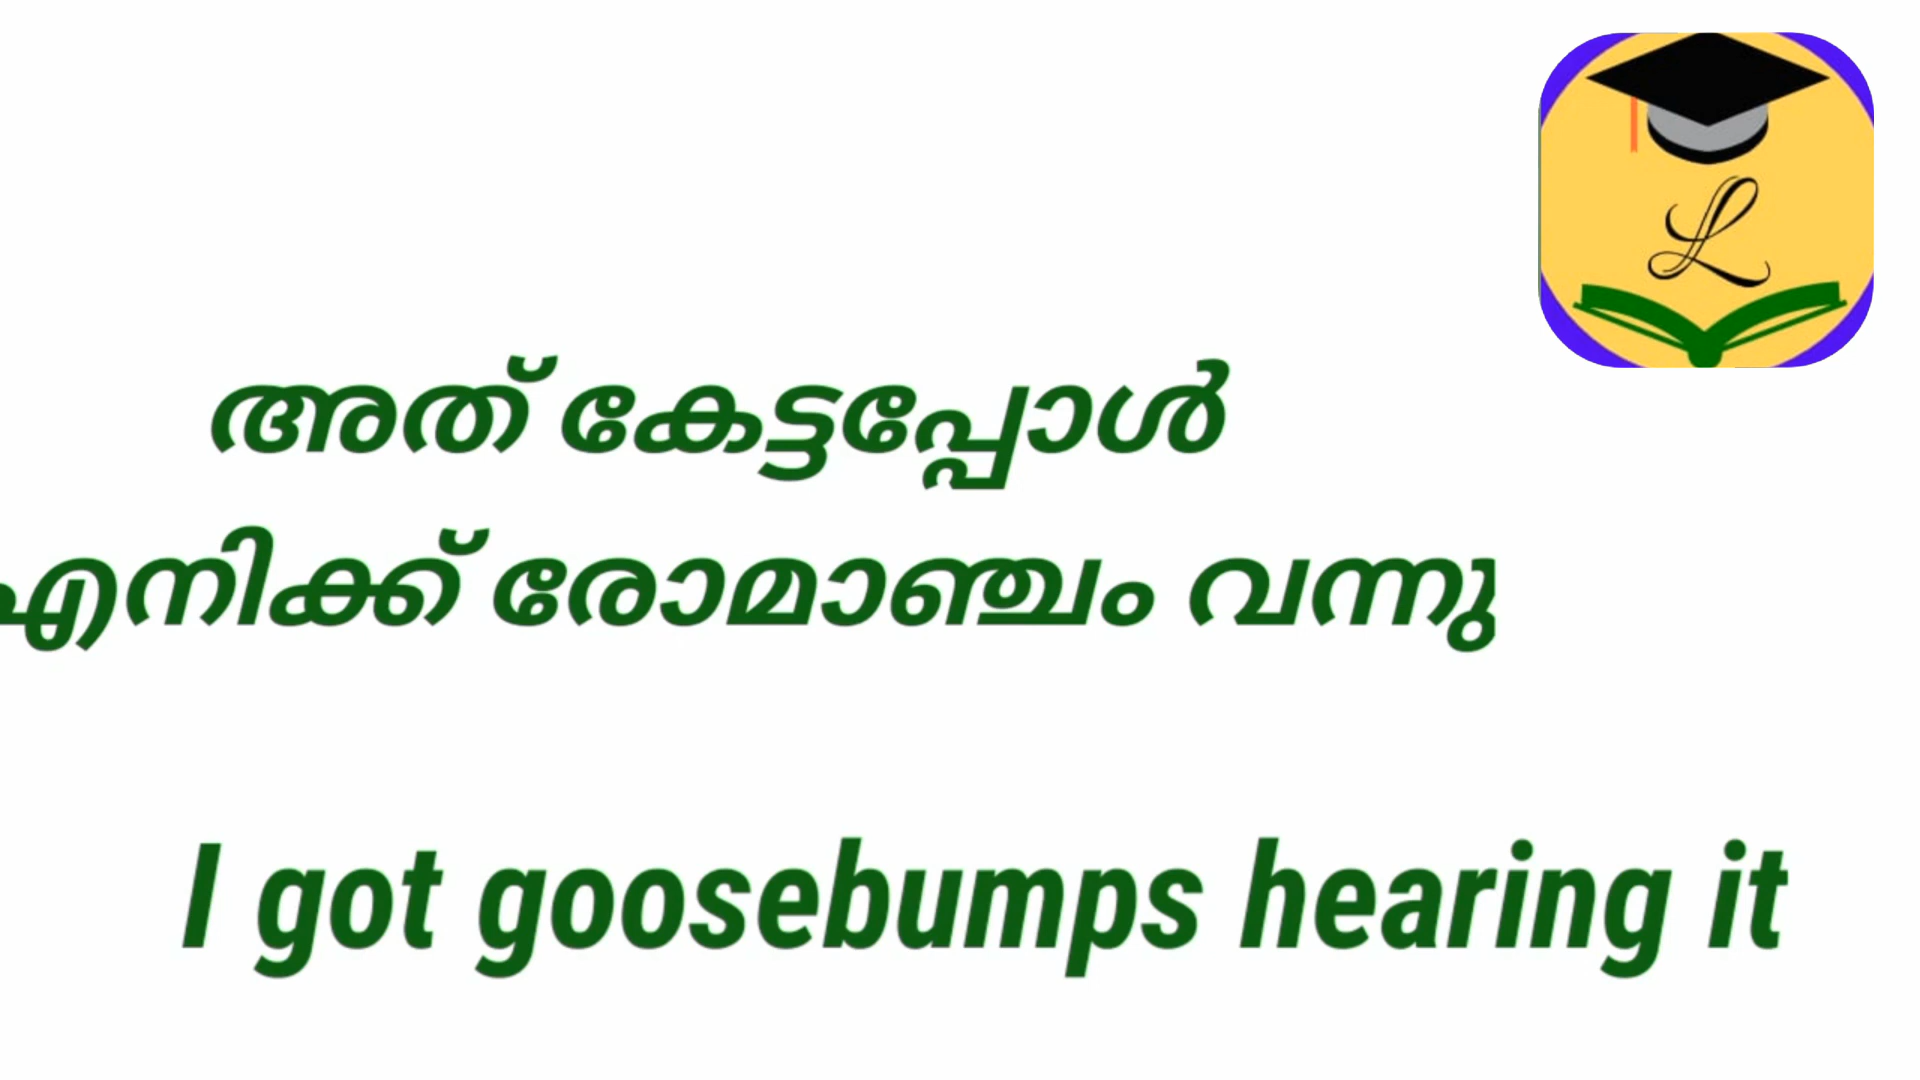 അത് കേട്ടപ്പോൾ
എനിക്ക് രോമാഞ്ചം വന്നു
I got goosebumps hearing it
L